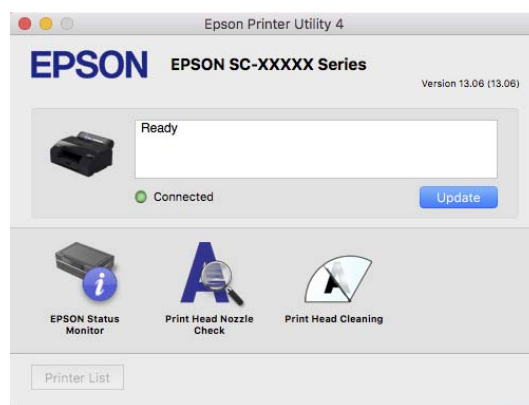 Epson Printer Utility 4
EPSON
EPSON SC-XXXXX Series
Version 13.06 (13.06)
Ready
Connected
Update
EPSON Status
Monitor
Print Head Nozzle
Check
Print Head Cleaning
Printer List